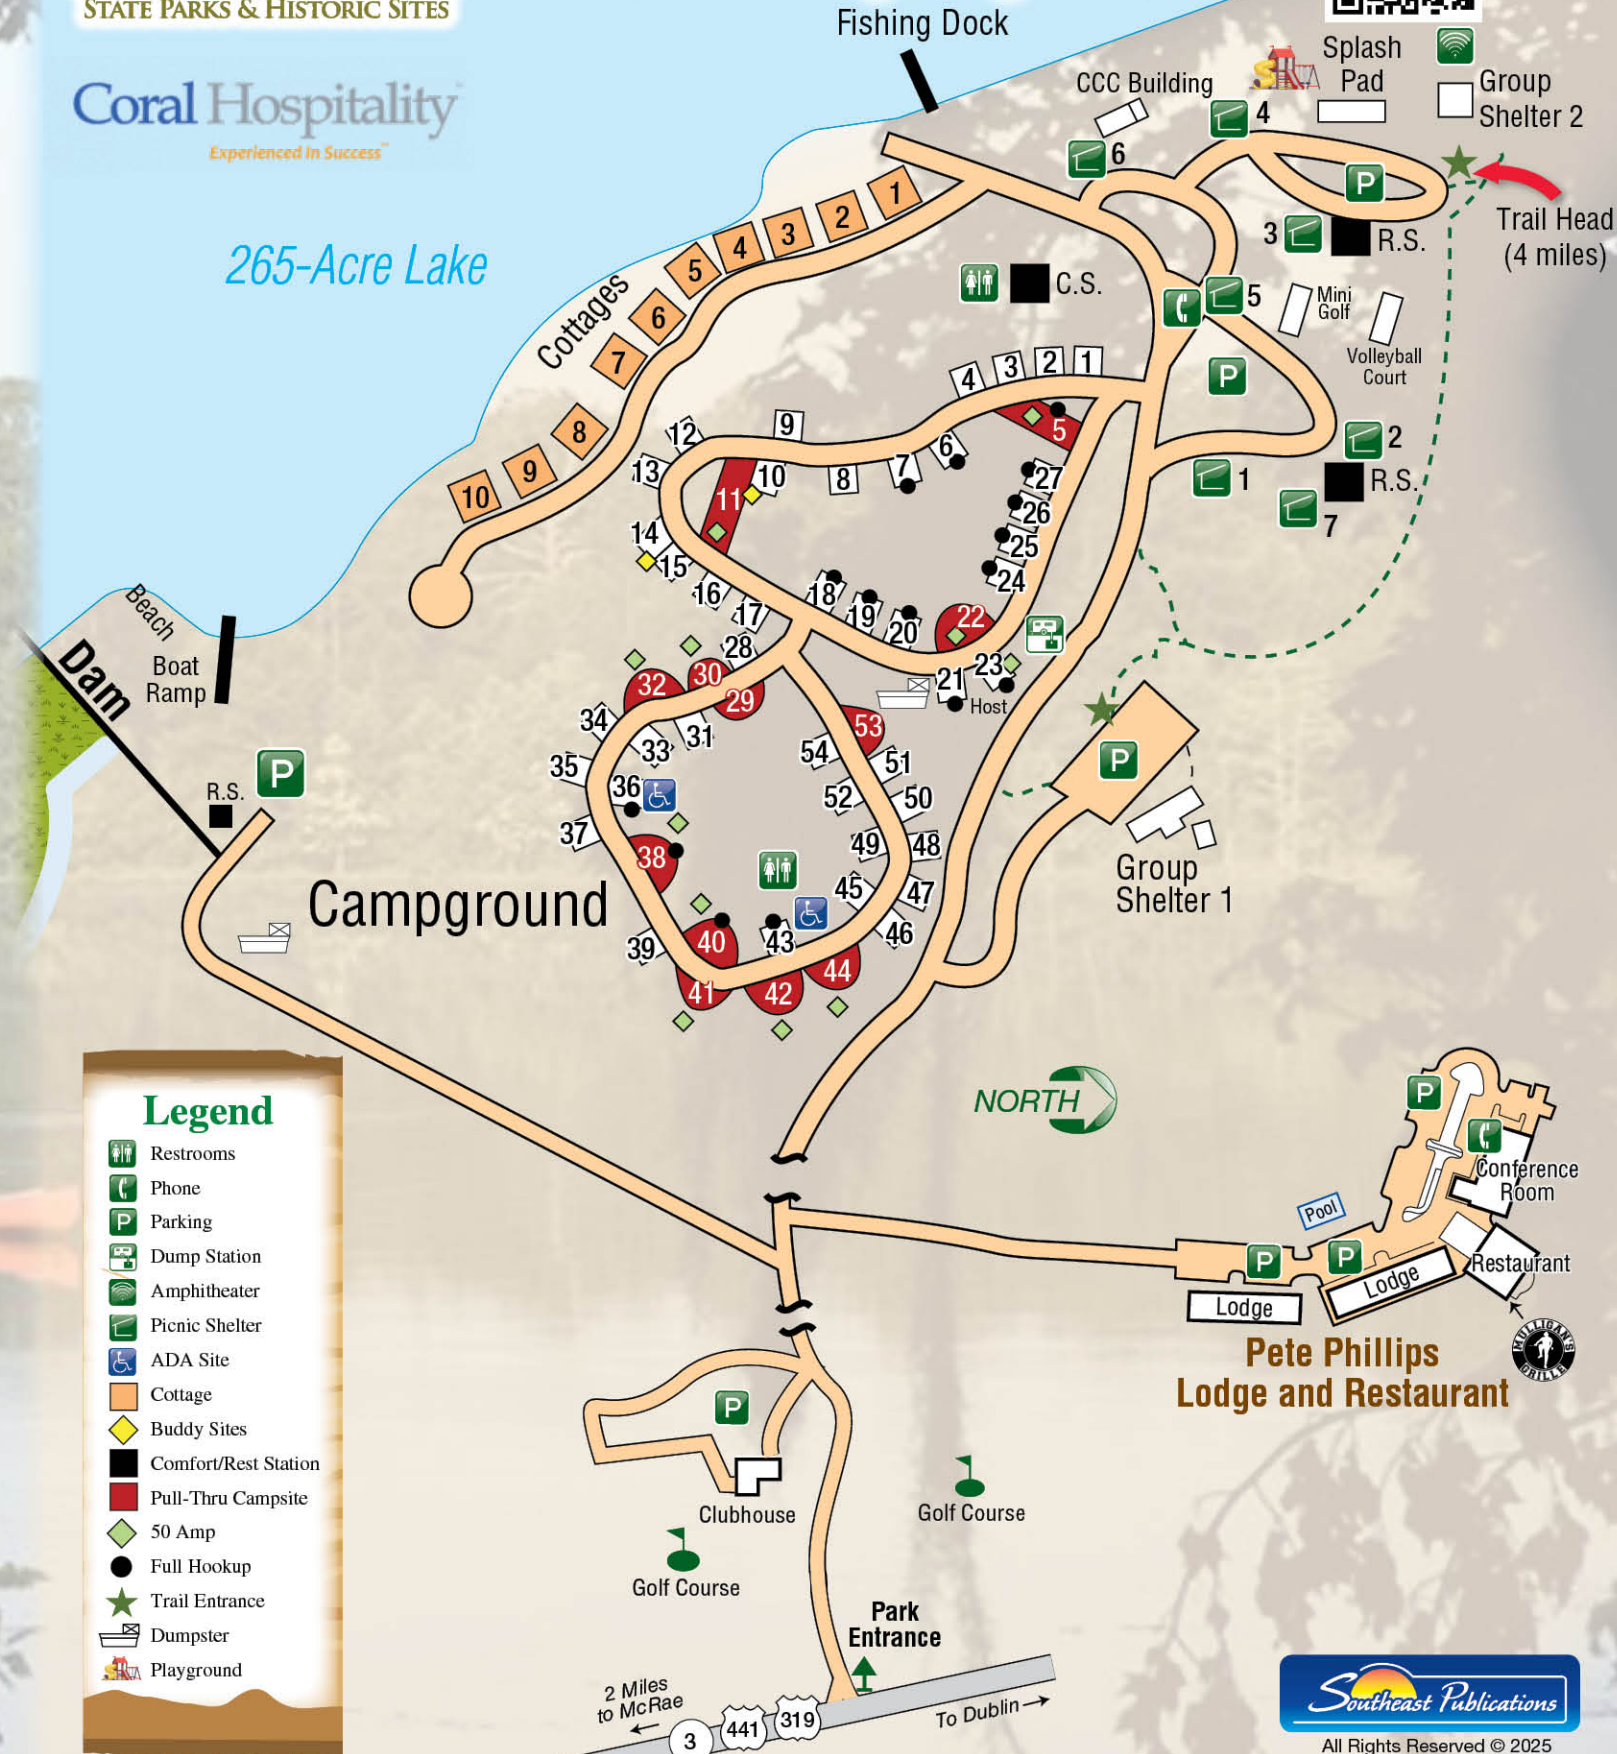 STATE PARKS & HISTORIC SITES
Coral Hospitality
Experienced In Success™
Fishing Dock
CCC Building
Splash
Pad
Group
Shelter 2
4
6
P
Trail Head
(4 miles)
3
R.S.
265-Acre Lake
Cottages
1
2
3
4
5
6
7
8
9
10
C.S.
5
Mini
Golf
Volleyball
Court
P
2
R.S.
1
7
4
3
2
1
5
9
12
6
7
8
10
11
13
14
15
16
17
18
19
20
22
27
26
25
24
23
21
Host
28
30
29
32
34
33
31
35
36
37
38
39
40
41
42
43
44
53
54
51
52
50
49
48
45
47
46
Beach
Boat
Ramp
Dam
R.S.
P
Campground
P
Group
Shelter 1
NORTH
Legend
Restrooms
Phone
P Parking
Dump Station
Amphitheater
Picnic Shelter
ADA Site
Cottage
Buddy Sites
Comfort/Rest Station
Pull-Thru Campsite
50 Amp
Full Hookup
Trail Entrance
Dumpster
Playground
P
Conference
Room
Pool
P
P
Restaurant
Lodge
Lodge
MULLIGAN'S
GRILLE
Pete Phillips
Lodge and Restaurant
P
Clubhouse
Golf Course
Golf Course
Park
Entrance
2 Miles
to McRae
3
441
319
To Dublin
Southeast Publications
All Rights Reserved © 2025